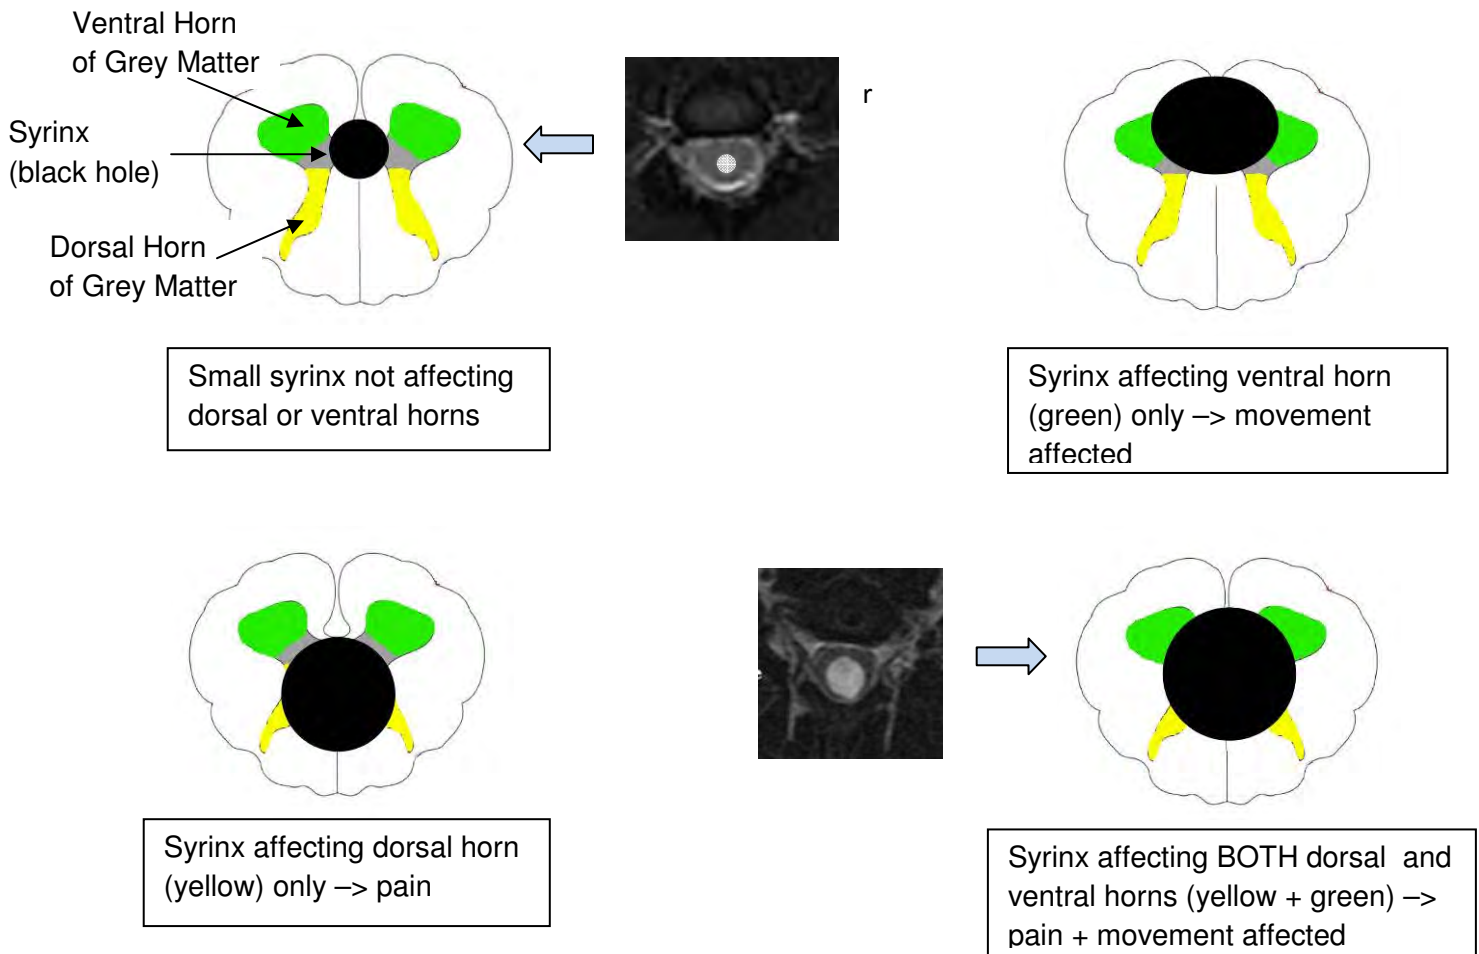 Ventral Horn
of Grey Matter
r
Syrinx
(black hole)
Dorsal Horn
of Grey Matter
Small syrinx not affecting
dorsal or ventral horns
Syrinx affecting ventral horn
(green) only –> movement
affected
Syrinx affecting dorsal horn
(yellow) only –> pain
Syrinx affecting BOTH dorsal and
ventral horns (yellow + green) –>
pain + movement affected